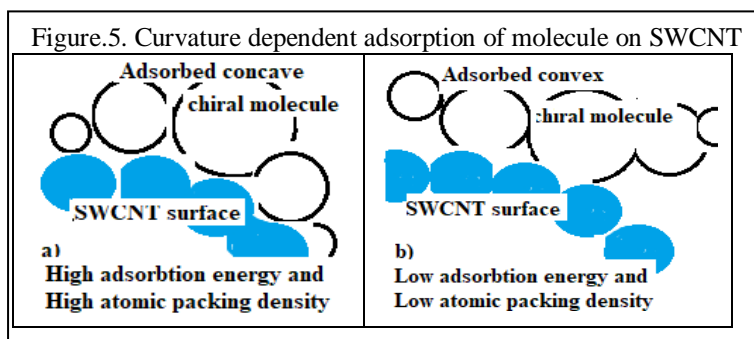 Figure.5. Curvature dependent adsorption of molecule on SWCNT
Adsorbed concave
chiral molecule
SWCNT surface
a)
High adsorbtion energy and
High atomic packing density
Adsorbed convex
chiral molecule
SWCNT surface
b)
Low adsorbtion energy and
Low atomic packing density